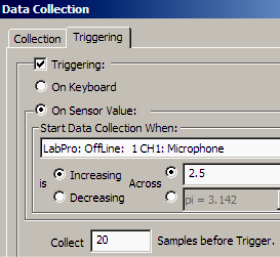 Data Collection
Collection Triggering
Triggering:
On Keyboard
On Sensor Value:
Start Data Collection When:
LabPro: OffLine: 1 CH1: Microphone
is Increasing Across 2.5
Decreasing pi = 3.142
Collect 20 Samples before Trigger.